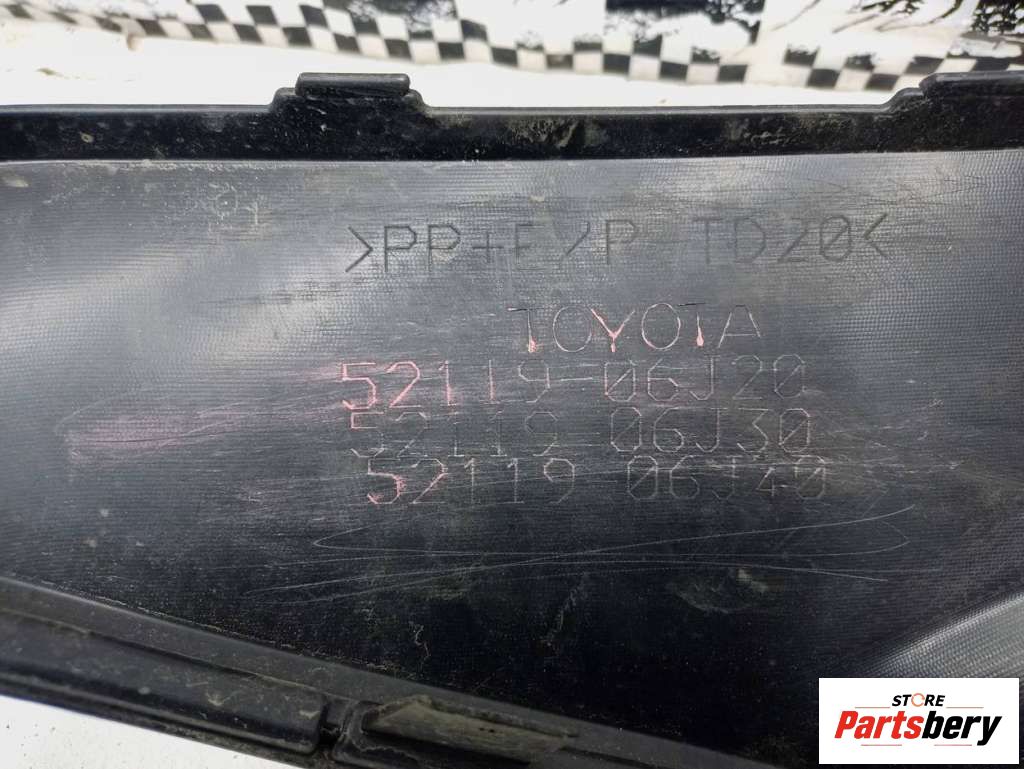 >PP+E/P-TD20<
TOYOTA
52119-06J20
52119-06J30
52119-06J40
STORE
Partsbery